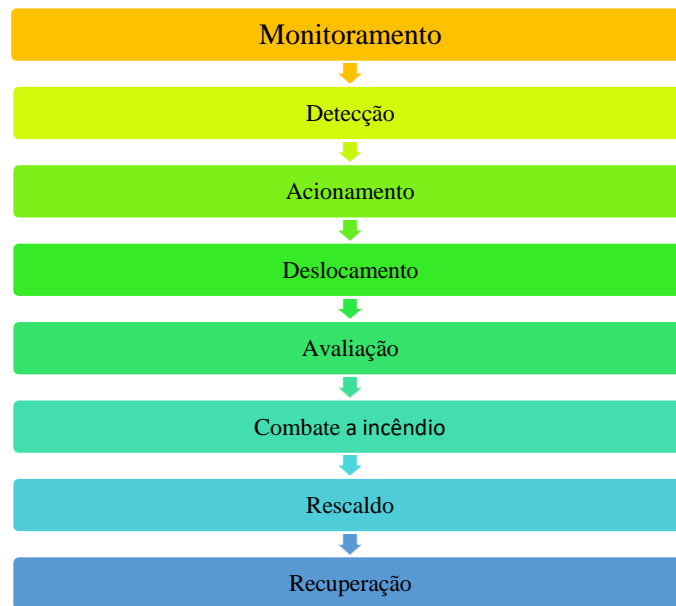 Monitoramento
Detecção
Acionamento
Deslocamento
Avaliação
Combate a incêndio
Rescaldo
Recuperação